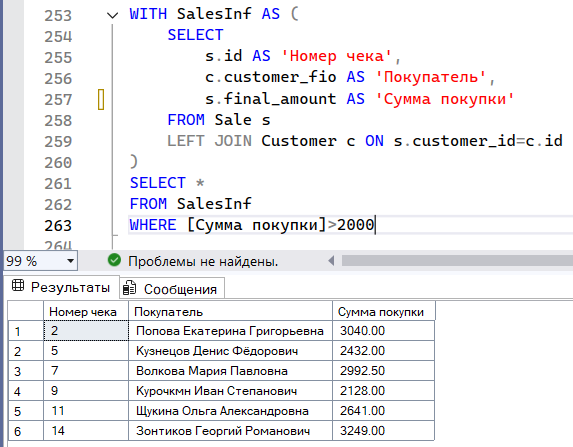 253 WITH SalesInf AS (
254 SELECT
255 s.id AS 'Номер чека',
256 c.customer_fio AS 'Покупатель',
257 s.final_amount AS 'Сумма покупки'
258 FROM Sale s
259 LEFT JOIN Customer c ON s.customer_id=c.id
260 )
261 SELECT *
262 FROM SalesInf
263 WHERE [Сумма покупки]>2000
264
99 % Проблемы не найдены.
Результаты Сообщения
Номер чека Покупатель Сумма покупки
1 2 Попова Екатерина Григорьевна 3040.00
2 5 Кузнецов Денис Фёдорович 2432.00
3 7 Волкова Мария Павловна 2992.50
4 9 Курочкмн Иван Степанович 2128.00
5 11 Щукина Ольга Александровна 2641.00
6 14 Зонтиков Георгий Романович 3249.00